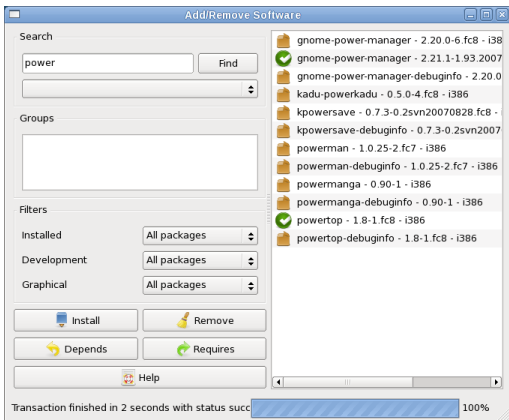 Add/Remove Software
Search
power
Find
Groups
Filters
Installed
All packages
Development
All packages
Graphical
All packages
Install
Remove
Depends
Requires
Help
gnome-power-manager - 2.20.0-6.fc8 - i38
gnome-power-manager - 2.21.1-1.93.2007
gnome-power-manager-debuginfo - 2.20.0
kadu-powerkadu - 0.5.0-4.fc8 - i386
kpowersave - 0.7.3-0.2svn20070828.fc8 -
kpowersave-debuginfo - 0.7.3-0.2svn2007
powerman - 1.0.25-2.fc7 - i386
powerman-debuginfo - 1.0.25-2.fc7 - i386
powermanga - 0.90-1 - i386
powermanga-debuginfo - 0.90-1 - i386
powertop - 1.8-1.fc8 - i386
powertop-debuginfo - 1.8-1.fc8 - i386
Transaction finished in 2 seconds with status succ
100%